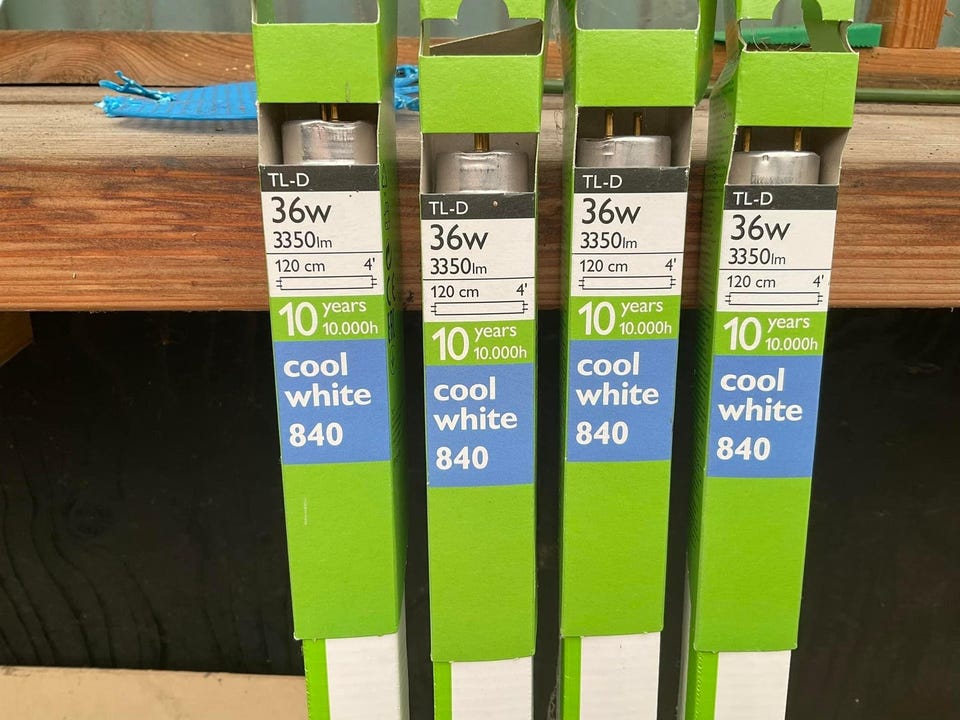 TL-D
36w
3350lm
120 cm 4'
10 years
10.000h
cool
white
840
TL-D
36w
3350lm
120 cm 4'
10 years
10.000h
cool
white
840
TL-D
36w
3350lm
120 cm 4'
10 years
10.000h
cool
white
840
TL-D
36w
3350lm
120 cm 4'
10 years
10.000h
cool
white
840